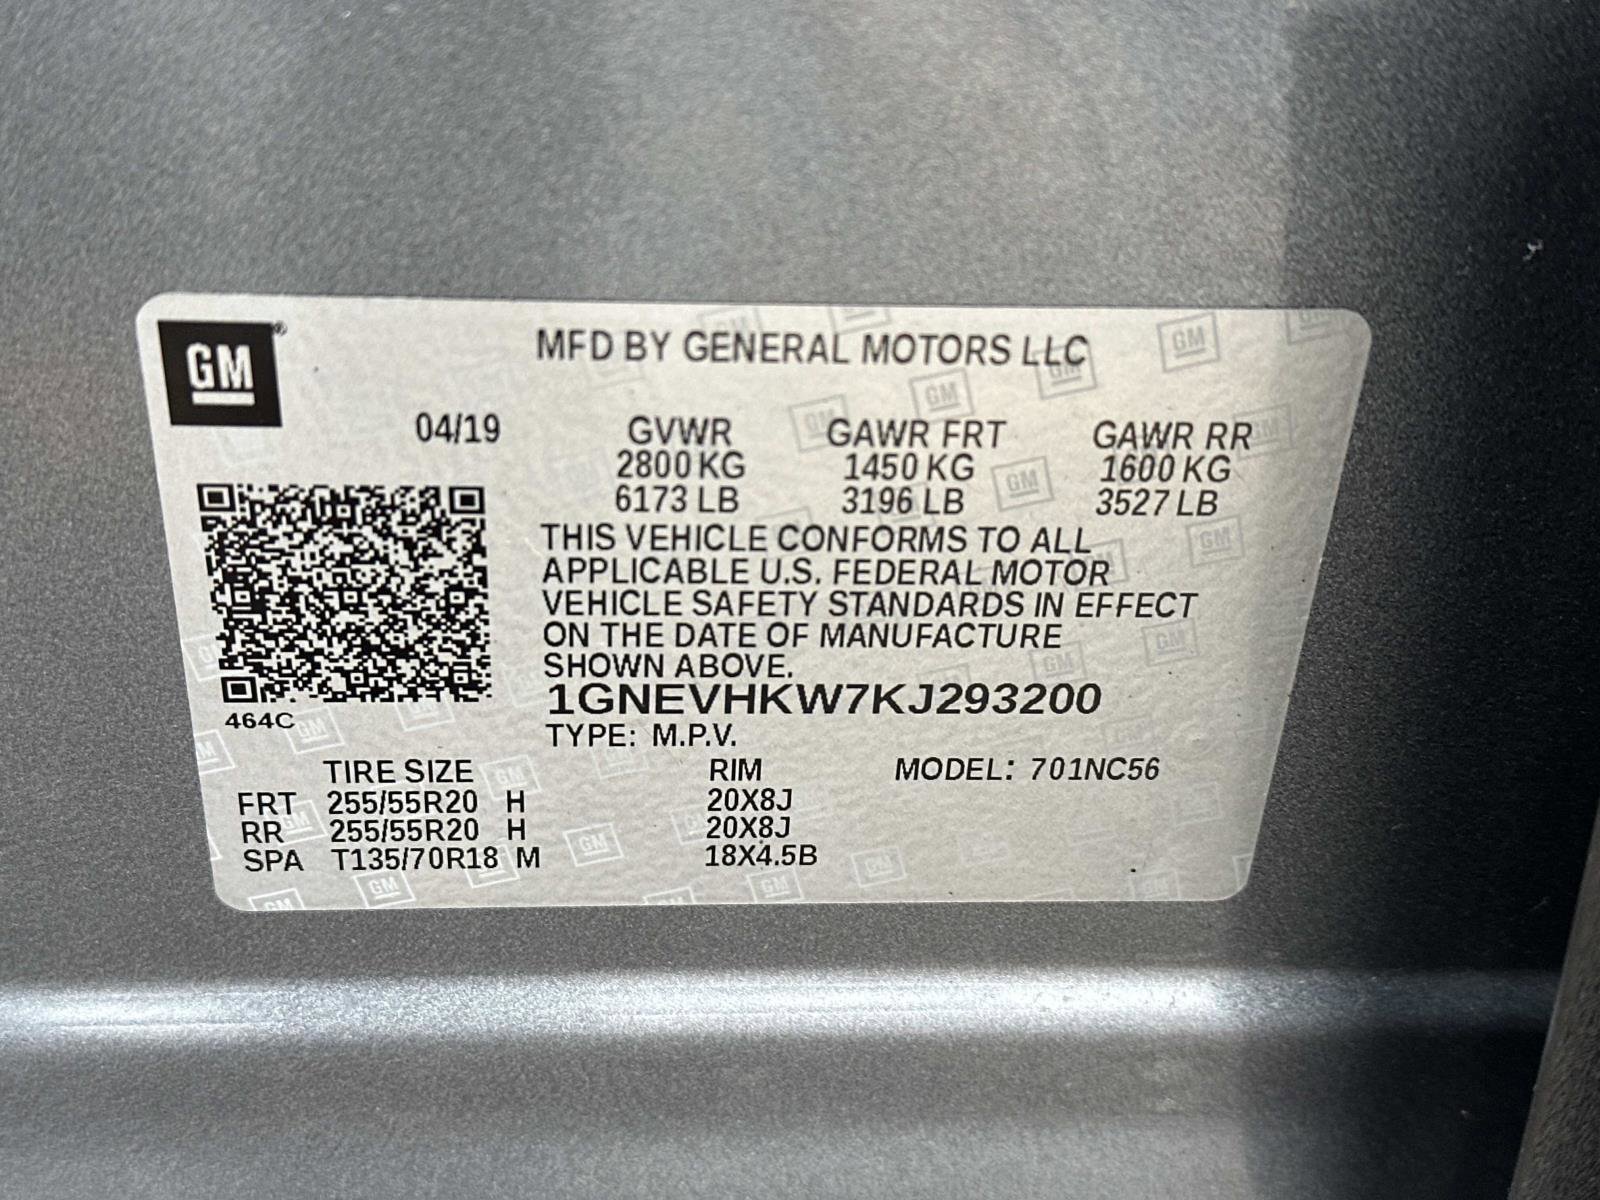 GM
MFD BY GENERAL MOTORS LLC
04/19 GVWR GAWR FRT GAWR RR
2800 KG 1450 KG 1600 KG
6173 LB 3196 LB 3527 LB
THIS VEHICLE CONFORMS TO ALL
APPLICABLE U.S. FEDERAL MOTOR
VEHICLE SAFETY STANDARDS IN EFFECT
ON THE DATE OF MANUFACTURE
SHOWN ABOVE.
1GNEVHKW7KJ293200
464C
TYPE: M.P.V.
TIRE SIZE RIM MODEL: 701NC56
FRT 255/55R20 H 20X8J
RR 255/55R20 H 20X8J
SPA T135/70R18 M 18X4.5B